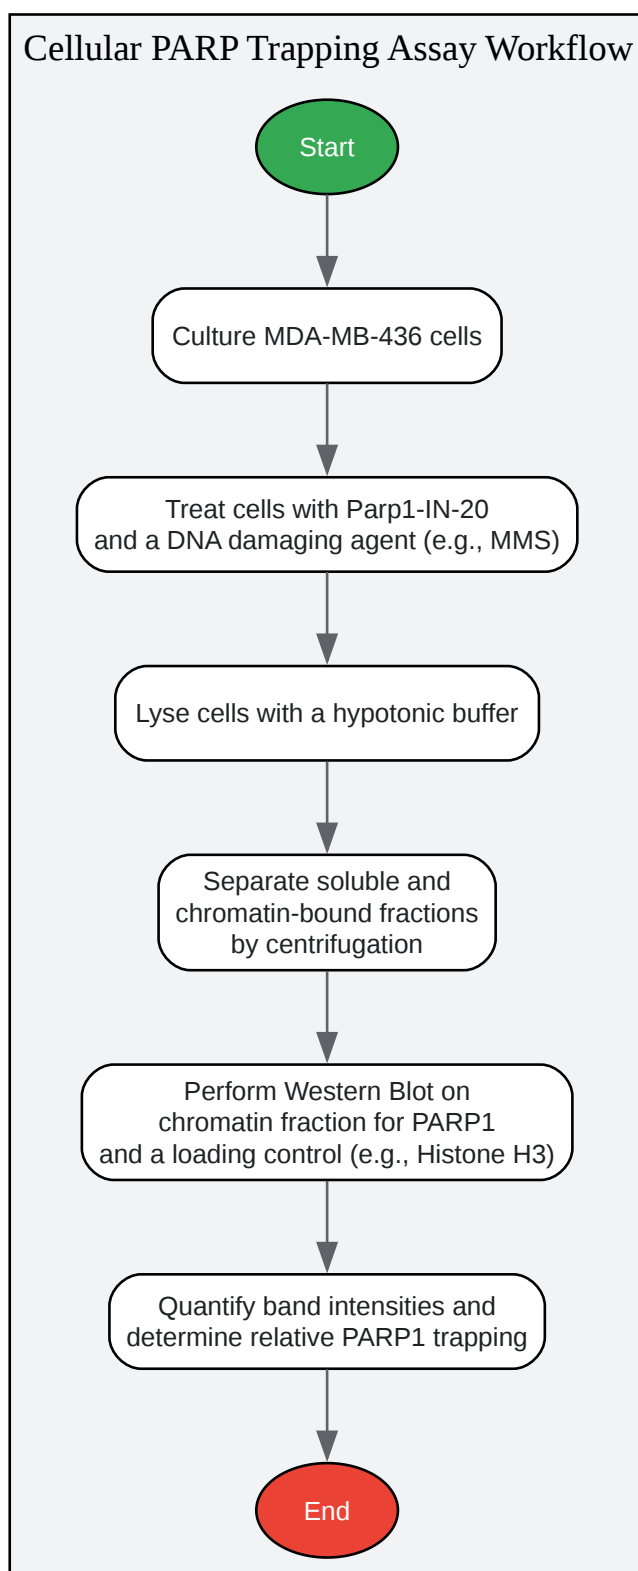 Cellular PARP Trapping Assay Workflow
Start
Culture MDA-MB-436 cells
Treat cells with Parp1-IN-20
and a DNA damaging agent (e.g., MMS)
Lyse cells with a hypotonic buffer
Separate soluble and
chromatin-bound fractions
by centrifugation
Perform Western Blot on
chromatin fraction for PARP1
and a loading control (e.g., Histone H3)
Quantify band intensities and
determine relative PARP1 trapping
End